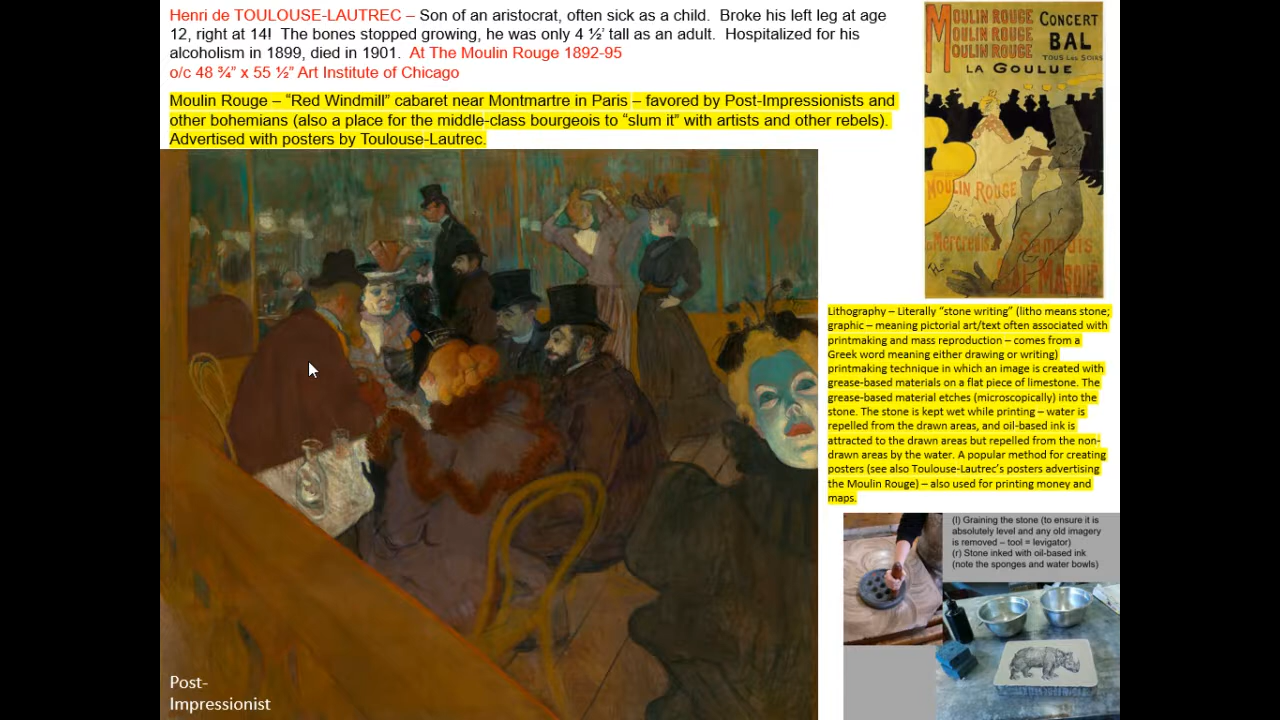 Henri de TOULOUSE-LAUTREC – Son of an aristocrat, often sick as a child.  Broke his left leg at age
12, right at 14!  The bones stopped growing, he was only 4 ½’ tall as an adult.  Hospitalized for his
alcoholism in 1899, died in 1901.  At The Moulin Rouge 1892-95
o/c 48 ¾” x 55 ½” Art Institute of Chicago
Moulin Rouge – “Red Windmill” cabaret near Montmartre in Paris – favored by Post-Impressionists and
other bohemians (also a place for the middle-class bourgeois to “slum it” with artists and other rebels).
Advertised with posters by Toulouse-Lautrec.
MOULIN ROUGE CONCERT
MOULIN ROUGE BAL
MOULIN ROUGE TOUS LES SOIRS
LA GOULUE
MOULIN ROUGE
Mercredis Samedis
BAL MASQUÉ
Lithography – Literally “stone writing” (litho means stone;
graphic – meaning pictorial art/text often associated with
printmaking and mass reproduction – comes from a
Greek word meaning either drawing or writing)
printmaking technique in which an image is created with
grease-based materials on a flat piece of limestone. The
grease-based material etches (microscopically) into the
stone. The stone is kept wet while printing – water is
repelled from the drawn areas, and oil-based ink is
attracted to the drawn areas but repelled from the non-
drawn areas by the water. A popular method for creating
posters (see also Toulouse-Lautrec’s posters advertising
the Moulin Rouge) – also used for printing money and
maps.
(l) Graining the stone (to ensure it is
absolutely level and any old imagery
is removed – tool = levigator)
(r) Stone inked with oil-based ink
(note the sponges and water bowls)
Post-
Impressionist